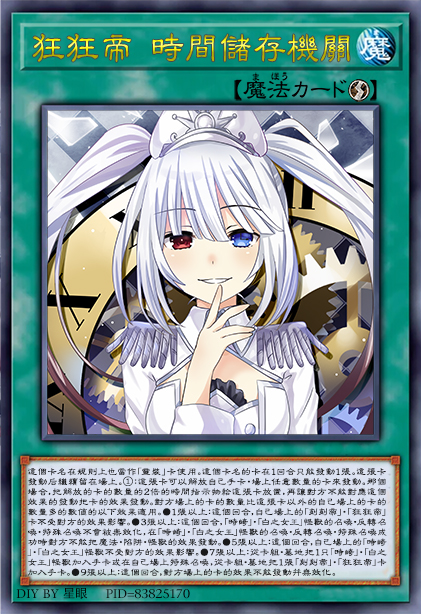 狂狂帝 時間儲存機關
魔
【魔法カード】
まほう
這個卡名在規則上也當作「靈裝」卡使用。這個卡名的卡在1回合只能發動1張。這張卡
發動后繼續留在場上。①:這張卡可以解放自己手卡・場上任意數量的卡來發動。那個
場合,把解放的卡的數量的2倍的時間指示物給這張卡放置,再讓對方不能對應這個
效果的發動把卡的效果發動。對方場上的卡的數量比這張卡以外的自己場上的卡的
數量多的數值的以下效果適用。●1張以上:這個回合,自己場上的「刻刻帝」・「狂狂帝」
卡不受對方的效果影響。●3張以上:這個回合,「時崎」・「白之女王」怪獸的召喚・反轉召
喚・特殊召喚不會被無效化,在「時崎」・「白之女王」怪獸的召喚・反轉召喚・特殊召喚成
功時對方不能把魔法・陷阱・怪獸的效果發動。●5張以上:這個回合,自己場上的「時崎」
・「白之女王」怪獸不受對方的效果影響。●7張以上:從卡組・墓地把1只「時崎」・「白之女
王」怪獸加入手卡或在自己場上特殊召喚,從卡組・墓地把1張「刻刻帝」・「狂狂帝」卡
加入手卡。●9張以上:這個回合,對方場上的卡的效果不能發動并無效化。
DIY BY 星眼 PID=83825170